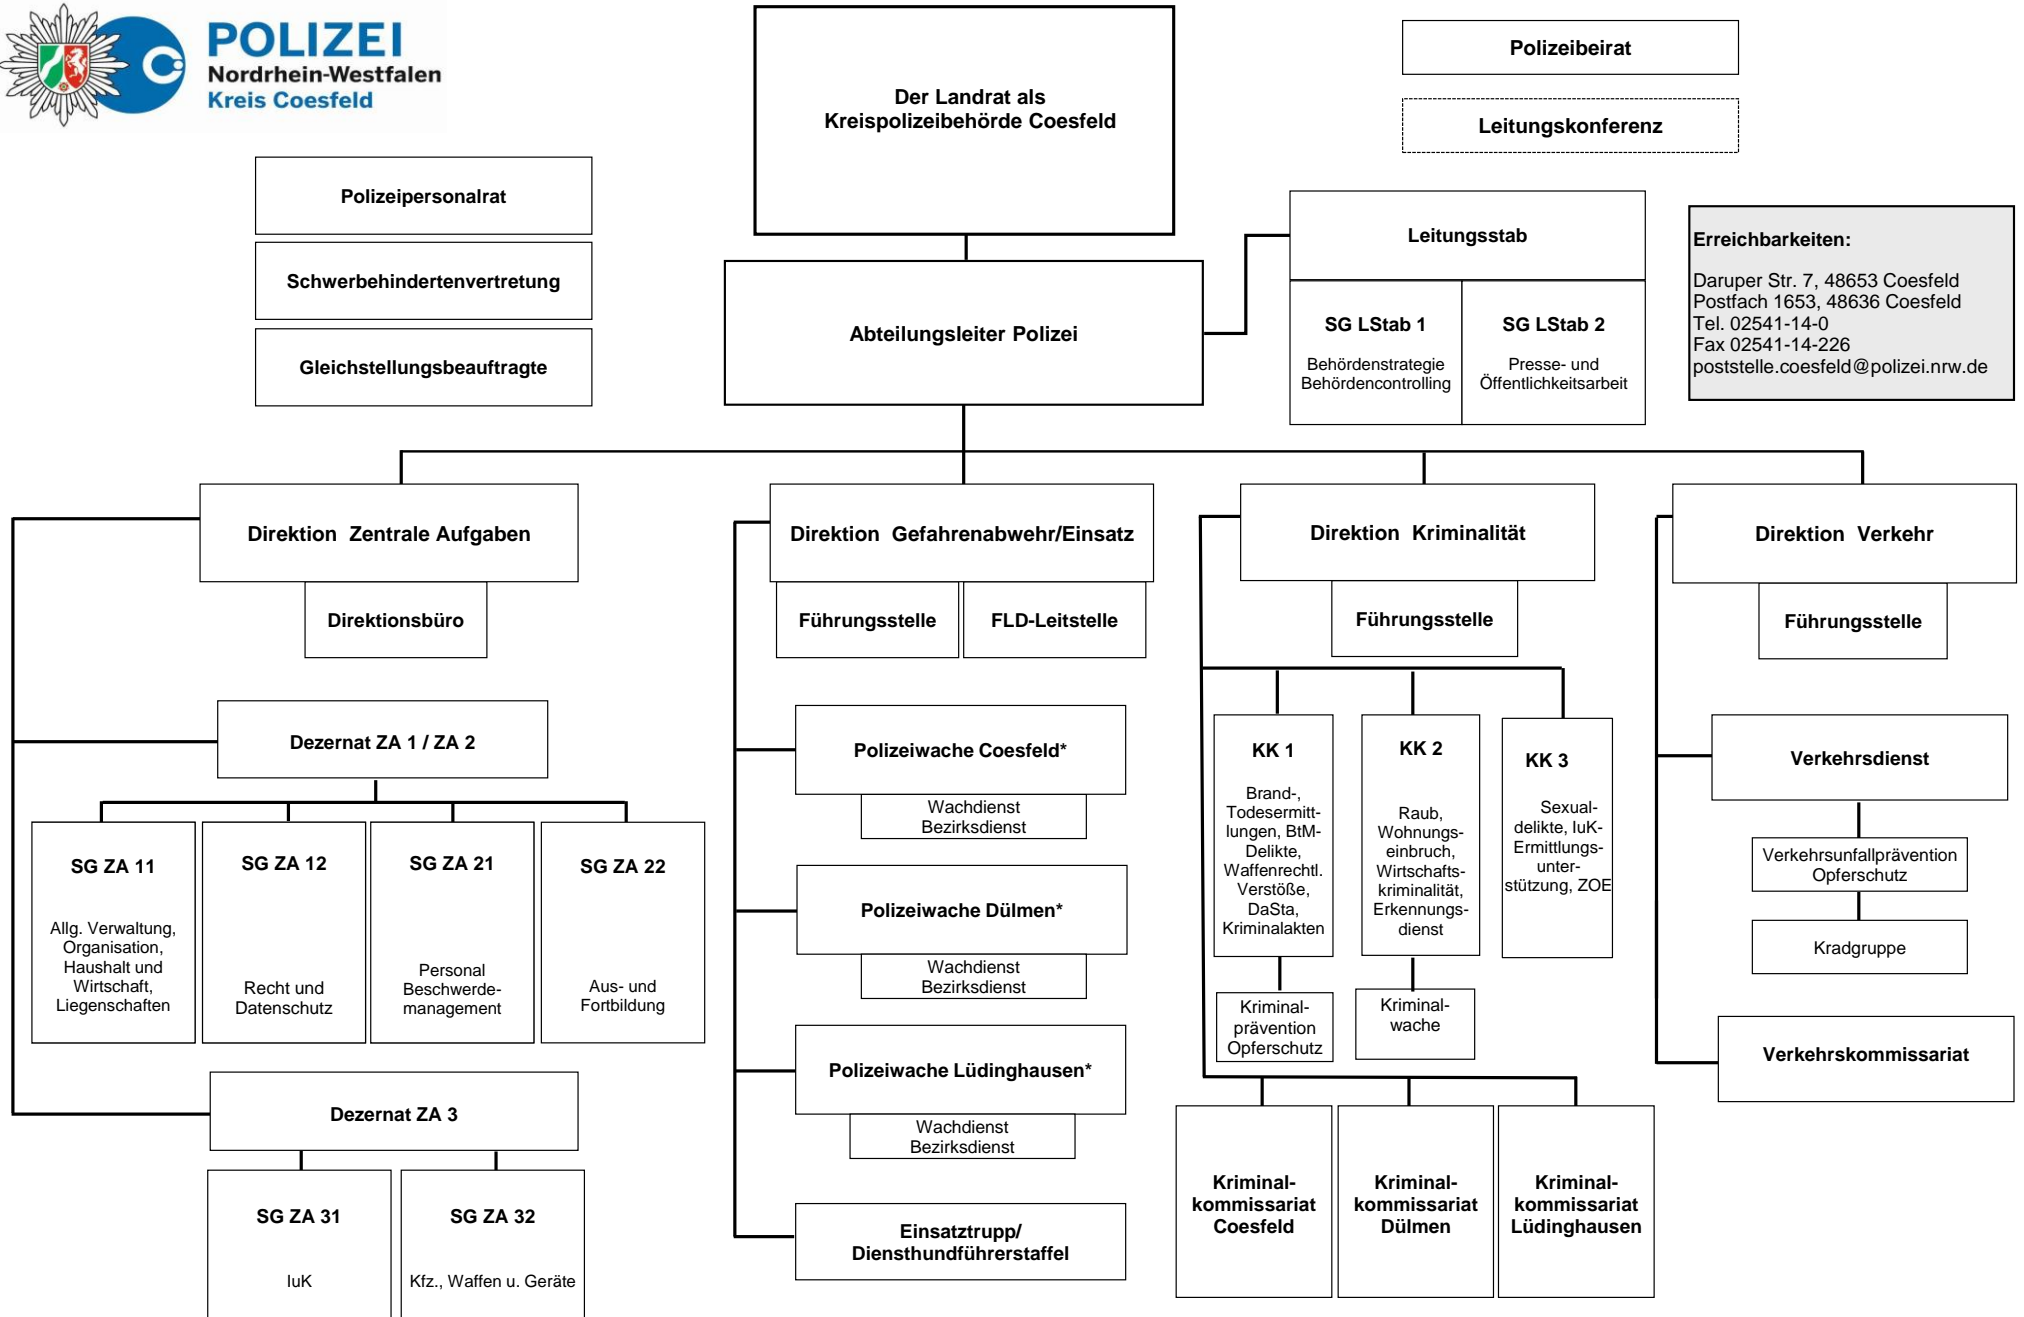 POLIZEI
Nordrhein-Westfalen
Kreis Coesfeld
Der Landrat als
Kreispolizeibehörde Coesfeld
Polizeibeirat
Leitungskonferenz
Polizeipersonalrat
Schwerbehindertenvertretung
Gleichstellungsbeauftragte
Abteilungsleiter Polizei
Leitungsstab
SG LStab 1
Behördenstrategie
Behördencontrolling
SG LStab 2
Presse- und
Öffentlichkeitsarbeit
Erreichbarkeiten:
Daruper Str. 7, 48653 Coesfeld
Postfach 1653, 48636 Coesfeld
Tel. 02541-14-0
Fax 02541-14-226
poststelle.coesfeld@polizei.nrw.de
Direktion Zentrale Aufgaben
Direktionsbüro
Dezernat ZA 1 / ZA 2
SG ZA 11
Allg. Verwaltung,
Organisation,
Haushalt und
Wirtschaft,
Liegenschaften
SG ZA 12
Recht und
Datenschutz
SG ZA 21
Personal
Beschwerde-
management
SG ZA 22
Aus- und
Fortbildung
Dezernat ZA 3
SG ZA 31
IuK
SG ZA 32
Kfz., Waffen u. Geräte
Direktion Gefahrenabwehr/Einsatz
Führungsstelle
FLD-Leitstelle
Polizeiwache Coesfeld*
Wachdienst
Bezirksdienst
Polizeiwache Dülmen*
Wachdienst
Bezirksdienst
Polizeiwache Lüdinghausen*
Wachdienst
Bezirksdienst
Einsatztrupp/
Diensthundführerstaffel
Direktion Kriminalität
Führungsstelle
KK 1
Brand-,
Todesermitt-
lungen, BtM-
Delikte,
Waffenrechtl.
Verstöße,
DaSta,
Kriminalakten
Kriminal-
prävention
Opferschutz
KK 2
Raub,
Wohnungs-
einbruch,
Wirtschafts-
kriminalität,
Erkennungs-
dienst
Kriminal-
wache
KK 3
Sexual-
delikte, IuK-
Ermittlungs-
unter-
stützung, ZOE
Kriminal-
kommissariat
Coesfeld
Kriminal-
kommissariat
Dülmen
Kriminal-
kommissariat
Lüdinghausen
Direktion Verkehr
Führungsstelle
Verkehrsdienst
Verkehrsunfallprävention
Opferschutz
Kradgruppe
Verkehrskommissariat